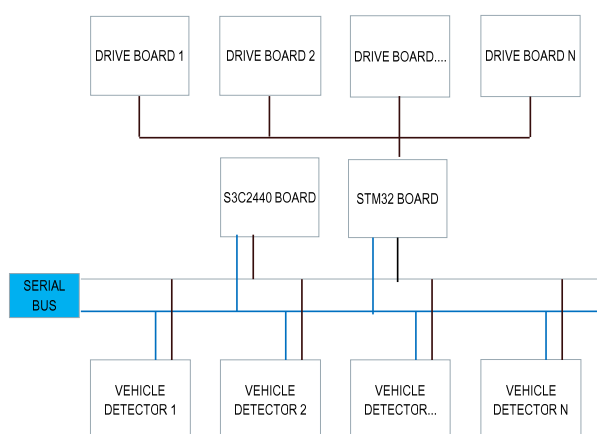 DRIVE BOARD 1
DRIVE BOARD 2
DRIVE BOARD....
DRIVE BOARD N
S3C2440 BOARD
STM32 BOARD
SERIAL
BUS
VEHICLE
DETECTOR 1
VEHICLE
DETECTOR 2
VEHICLE
DETECTOR...
VEHICLE
DETECTOR N